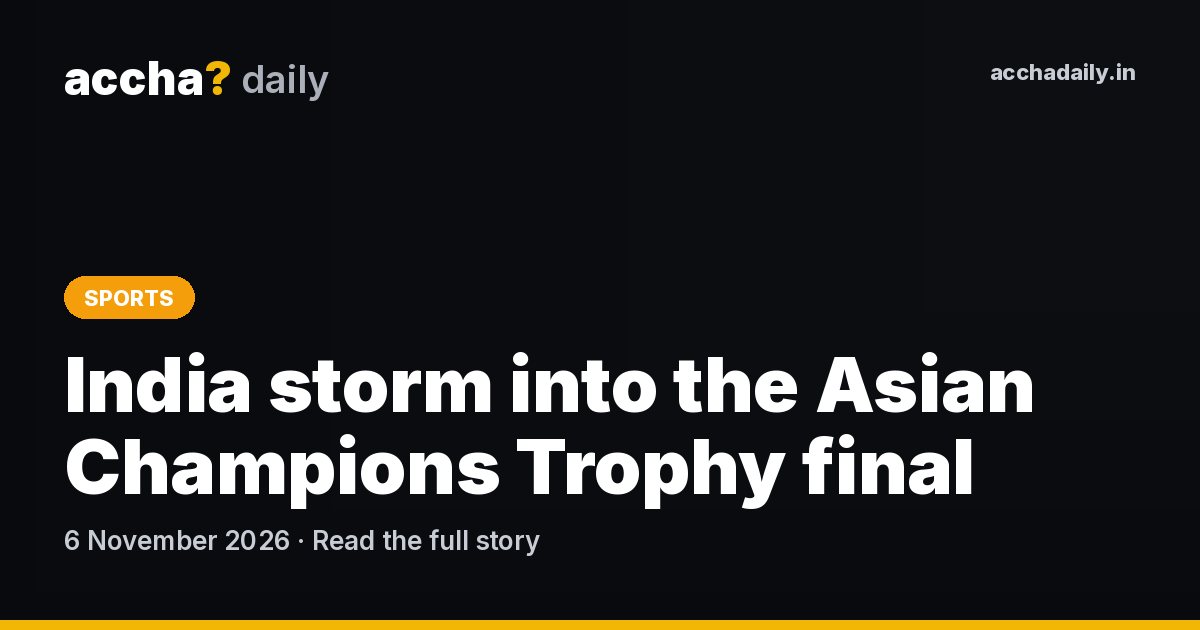 accha? daily
acchadaily.in
SPORTS
India storm into the Asian
Champions Trophy final
6 November 2026 · Read the full story